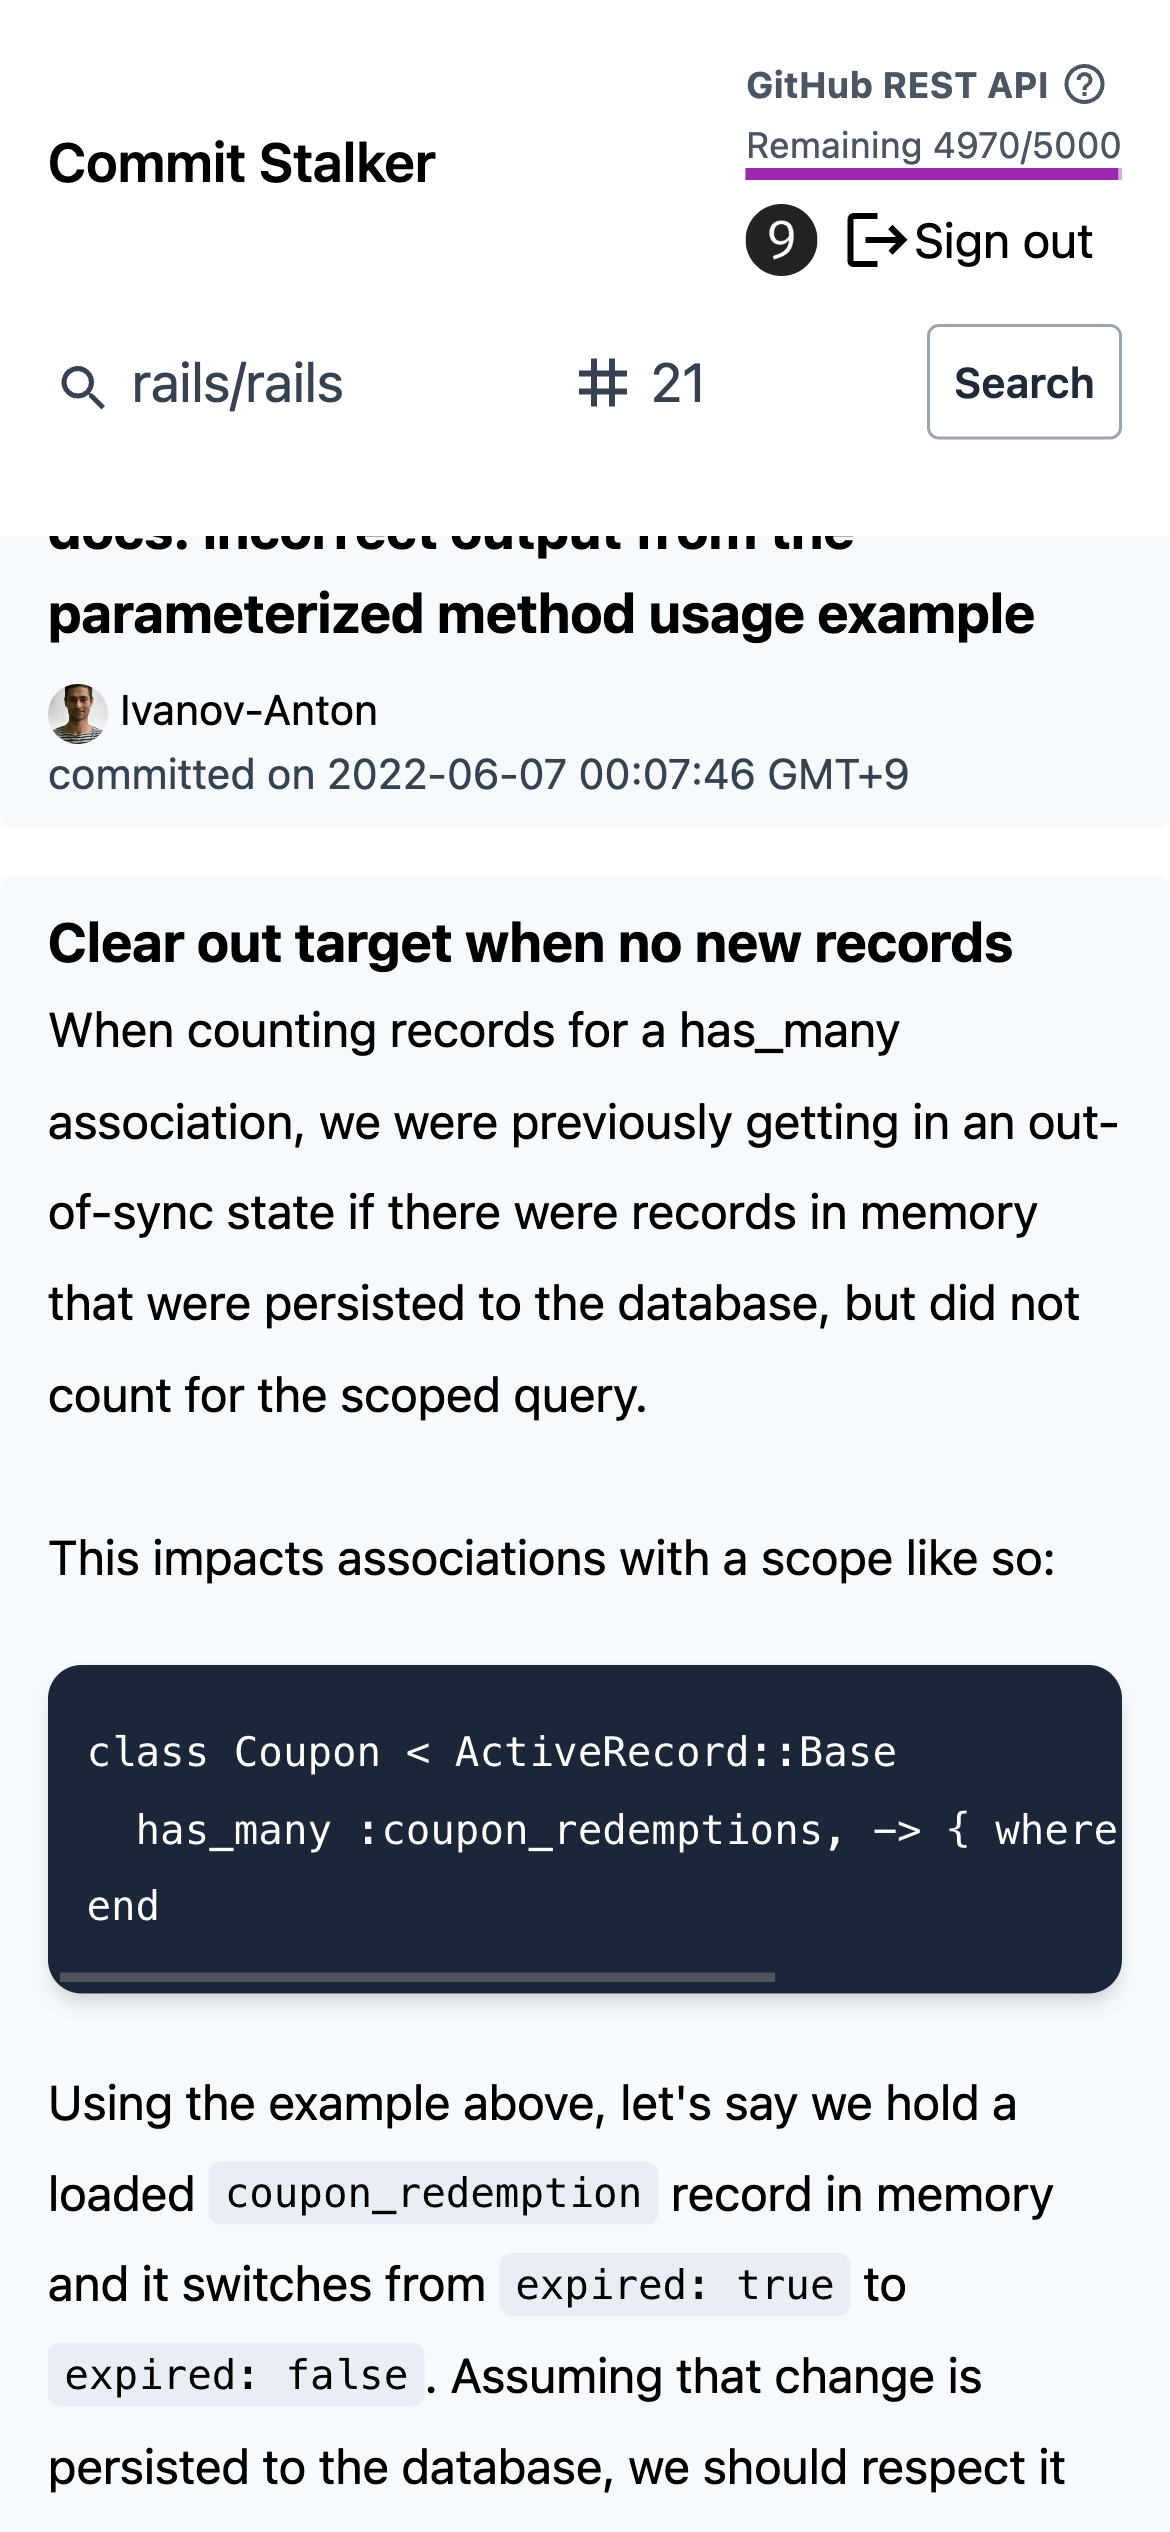 GitHub REST API ?
Commit Stalker
Remaining 4970/5000
9 Sign out
rails/rails # 21 Search
docs: incorrect output from the
parameterized method usage example
Ivanov-Anton
committed on 2022-06-07 00:07:46 GMT+9
Clear out target when no new records
When counting records for a has_many
association, we were previously getting in an out-
of-sync state if there were records in memory
that were persisted to the database, but did not
count for the scoped query.
This impacts associations with a scope like so:
class Coupon < ActiveRecord::Base
  has_many :coupon_redemptions, -> { where
end
Using the example above, let's say we hold a
loaded coupon_redemption record in memory
and it switches from expired: true to
expired: false. Assuming that change is
persisted to the database, we should respect it